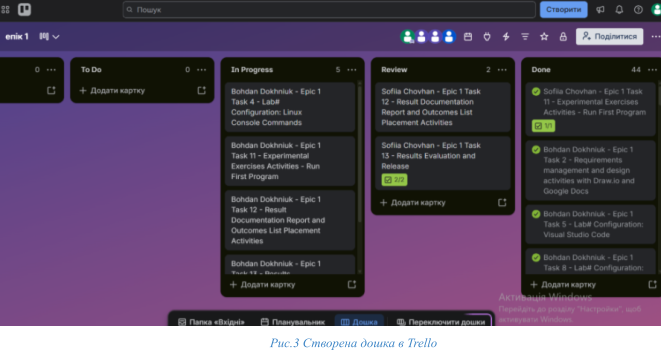 Пошук
Створити
епік 1
Поділитися
0
To Do 0
Додати картку
In Progress 5
Bohdan Dokhniuk - Epic 1
Task 4 - Lab#
Configuration: Linux
Console Commands
Bohdan Dokhniuk - Epic 1
Task 11 - Experimental
Exercises Activities - Run
First Program
Bohdan Dokhniuk - Epic 1
Task 12 - Result
Documentation Report and
Outcomes List Placement
Activities
Bohdan Dokhniuk - Epic 1
Task 13 - Results
Додати картку
Review 2
Sofiia Chovhan - Epic 1 Task
12 - Result Documentation
Report and Outcomes List
Placement Activities
Sofiia Chovhan - Epic 1 Task
13 - Results Evaluation and
Release
2/2
Додати картку
Done 44
Sofiia Chovhan - Epic 1 Task
11 - Experimental Exercises
Activities - Run First Program
1/1
Bohdan Dokhniuk - Epic 1
Task 2 - Requirements
management and design
activities with Draw.io and
Google Docs
Bohdan Dokhniuk - Epic 1
Task 5 - Lab# Configuration:
Visual Studio Code
Bohdan Dokhniuk - Epic 1
Task 8 - Lab# Configuration:
Додати картку
Активація Windows
Перейдіть до розділу "Настройки", щоб
активувати Windows.
Папка «Вхідні»
Планувальник
Дошка
Переключити дошки
Рис.3 Створена дошка в Trello